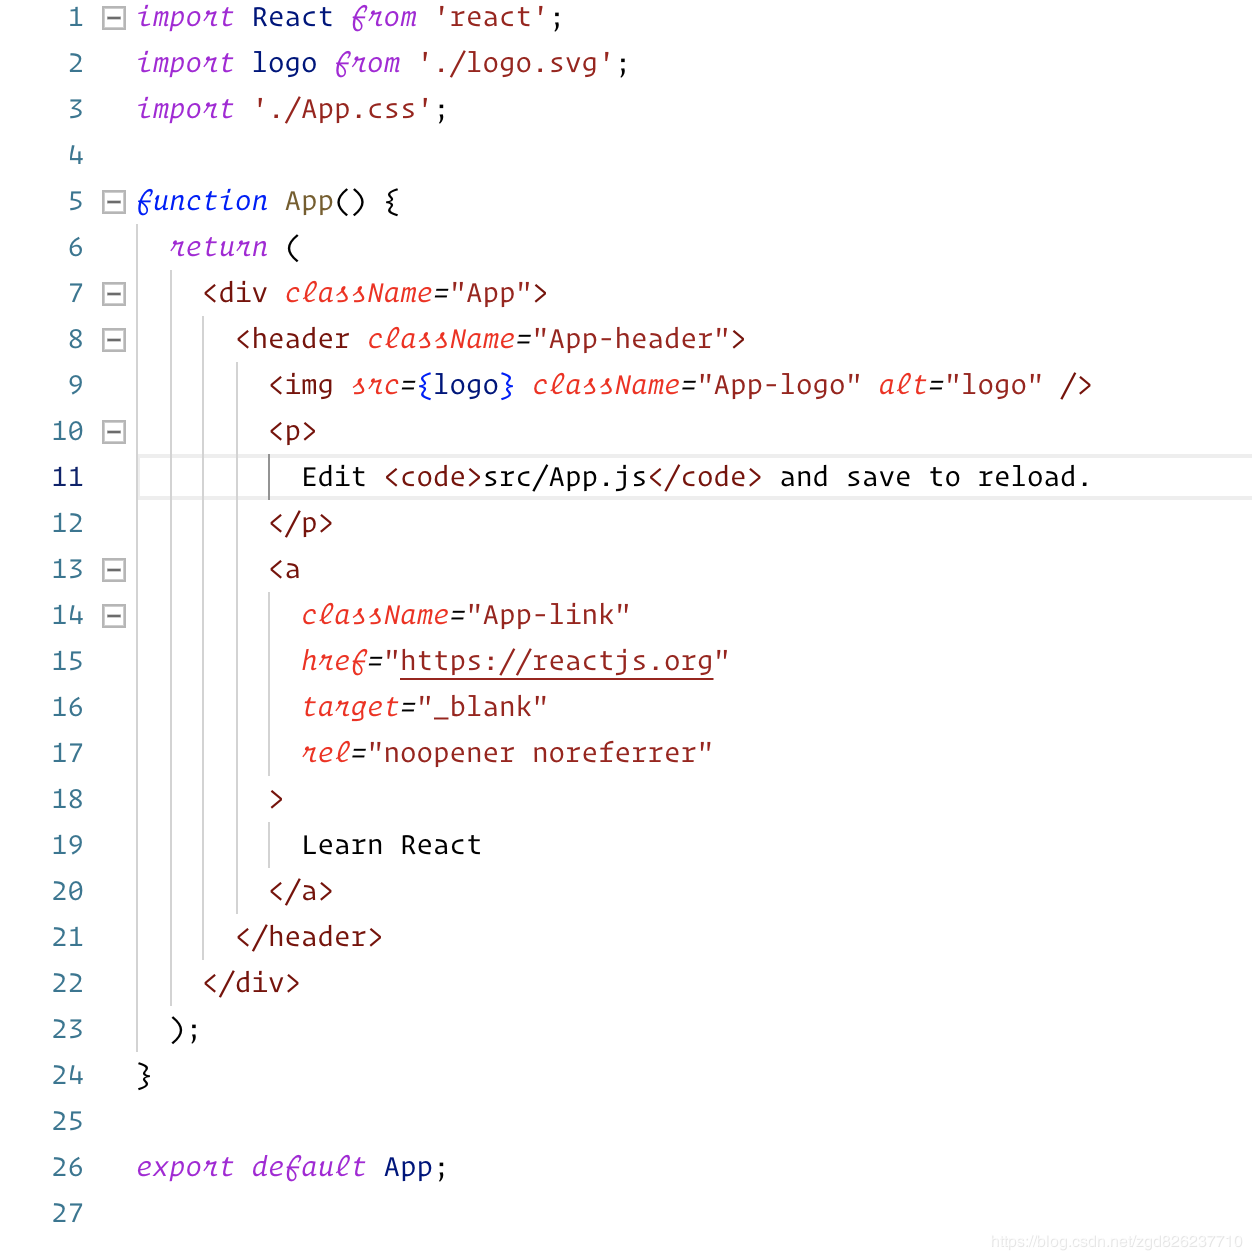 1 import React from 'react';
2 import logo from './logo.svg';
3 import './App.css';
4
5 function App() {
6   return (
7     <div className="App">
8       <header className="App-header">
9         <img src={logo} className="App-logo" alt="logo" />
10         <p>
11           Edit <code>src/App.js</code> and save to reload.
12         </p>
13         <a
14           className="App-link"
15           href="https://reactjs.org"
16           target="_blank"
17           rel="noopener noreferrer"
18         >
19           Learn React
20         </a>
21       </header>
22     </div>
23   );
24 }
25
26 export default App;
27
https://blog.csdn.net/zgd826237710